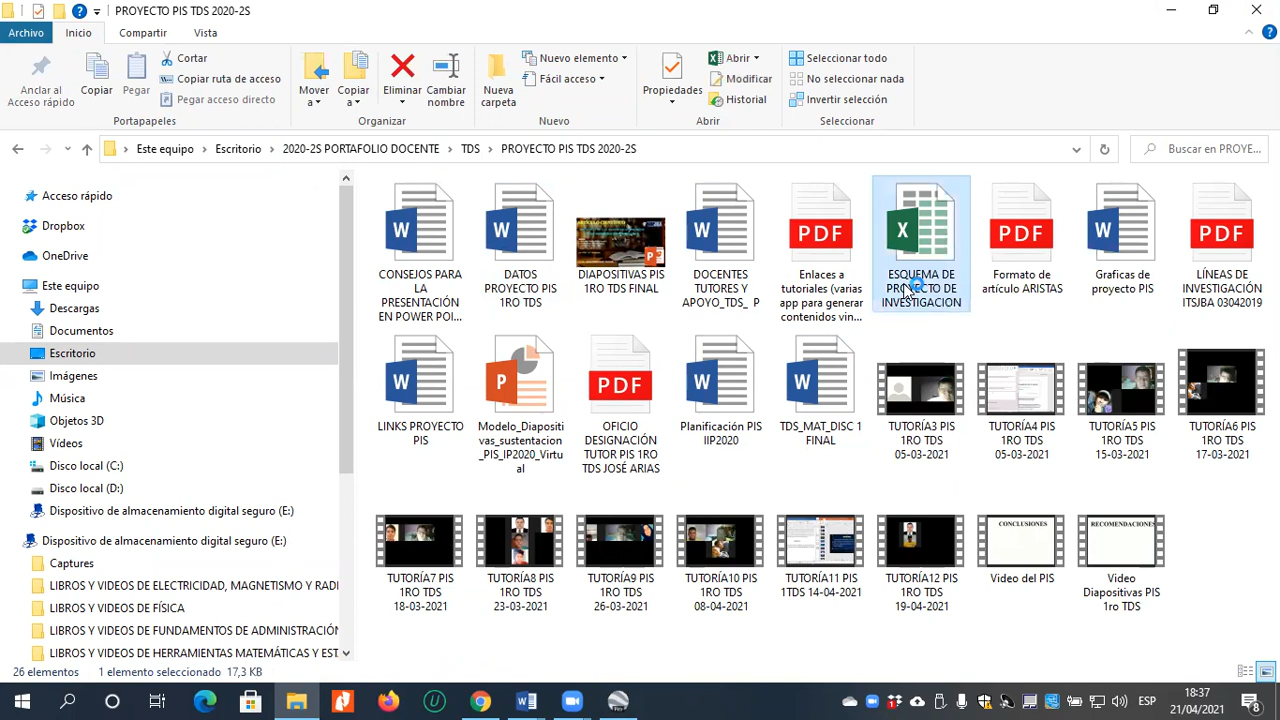 PROYECTO PIS TDS 2020-2S
Archivo Inicio Compartir Vista
Anclar al
Acceso rápido
Copiar
Pegar
Cortar
Copiar ruta de acceso
Pegar acceso directo
Portapapeles
Mover
a
Copiar
a
Eliminar
Cambiar
nombre
Organizar
Nueva
carpeta
Nuevo elemento
Fácil acceso
Nuevo
Propiedades
Abrir
Modificar
Historial
Abrir
Seleccionar todo
No seleccionar nada
Invertir selección
Seleccionar
Este equipo Escritorio 2020-2S PORTAFOLIO DOCENTE TDS PROYECTO PIS TDS 2020-2S
Buscar en PROYE...
Acceso rápido
Dropbox
OneDrive
Este equipo
Descargas
Documentos
Escritorio
Imágenes
Música
Objetos 3D
Vídeos
Disco local (C:)
Disco local (D:)
Dispositivo de almacenamiento digital seguro (E:)
Dispositivo de almacenamiento digital seguro (E:)
Captures
LIBROS Y VIDEOS DE ELECTRICIDAD, MAGNETISMO Y RADI
LIBROS Y VIDEOS DE FÍSICA
LIBROS Y VIDEOS DE FUNDAMENTOS DE ADMINISTRACIÓN
LIBROS Y VIDEOS DE HERRAMIENTAS MATEMÁTICAS Y EST
CONSEJOS PARA
LA
PRESENTACIÓN
EN POWER POI...
DATOS
PROYECTO PIS
1RO TDS
DIAPOSITIVAS PIS
1RO TDS FINAL
DOCENTES
TUTORES Y
APOYO_TDS_ P
PDF
Enlaces a
tutoriales (varias
app para generar
contenidos vin...
ESQUEMA DE
PROYECTO DE
INVESTIGACION
PDF
Formato de
artículo ARISTAS
Graficas de
proyecto PIS
PDF
LÍNEAS DE
INVESTIGACIÓN
ITSJBA 03042019
LINKS PROYECTO
PIS
Modelo_Diapositi
vas_sustentacion
_PIS_IP2020_Virtu
al
PDF
OFICIO
DESIGNACIÓN
TUTOR PIS 1RO
TDS JOSÉ ARIAS
Planificación PIS
IIP2020
TDS_MAT_DISC 1
FINAL
TUTORÍA3 PIS
1RO TDS
05-03-2021
TUTORÍA4 PIS
1RO TDS
05-03-2021
TUTORÍA5 PIS
1RO TDS
15-03-2021
TUTORÍA6 PIS
1RO TDS
17-03-2021
TUTORÍA7 PIS
1RO TDS
18-03-2021
TUTORÍA8 PIS
1RO TDS
23-03-2021
TUTORÍA9 PIS
1RO TDS
26-03-2021
TUTORÍA10 PIS
1RO TDS
08-04-2021
TUTORÍA11 PIS
1TDS 14-04-2021
TUTORÍA12 PIS
1RO TDS
19-04-2021
CONCLUSIONES
Video del PIS
RECOMENDACIONES
Video
Diapositivas PIS
1ro TDS
26 elementos 1 elemento seleccionado 17,3 KB
ESP
18:37
21/04/2021
8